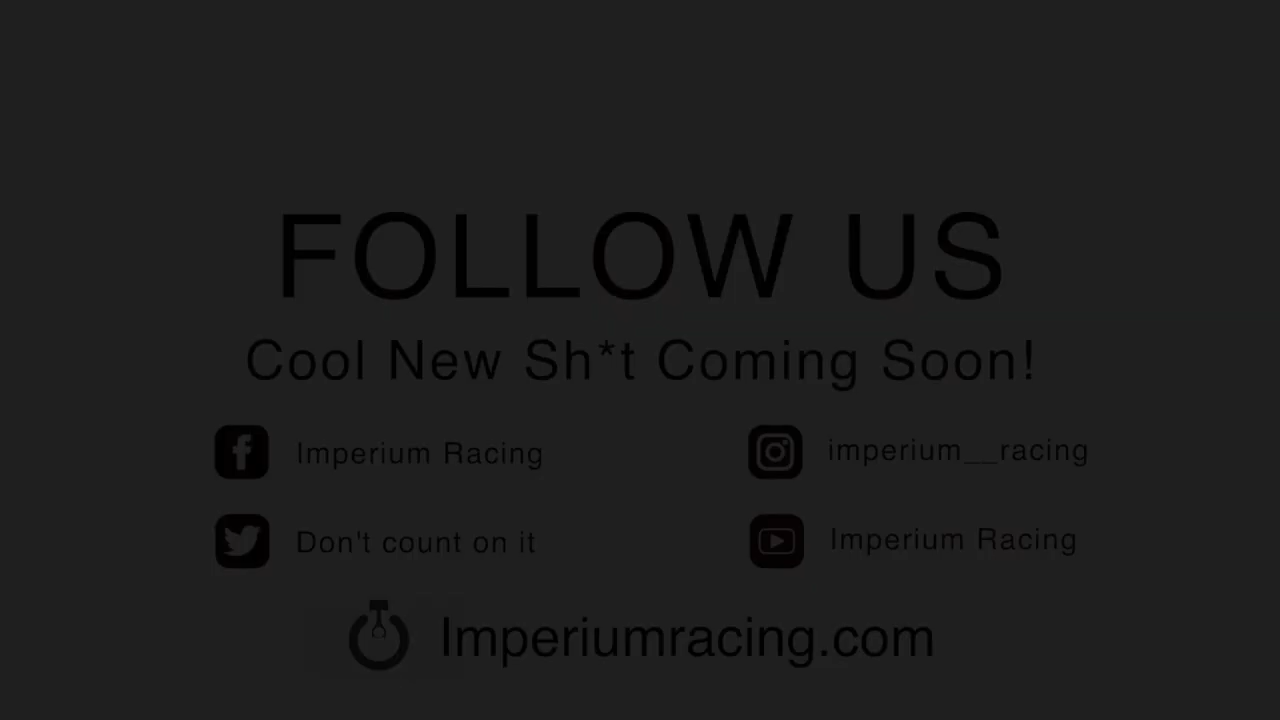 FOLLOW US
Cool New Sh*t Coming Soon!
Imperium Racing
imperium__racing
Don't count on it
Imperium Racing
Imperiumracing.com